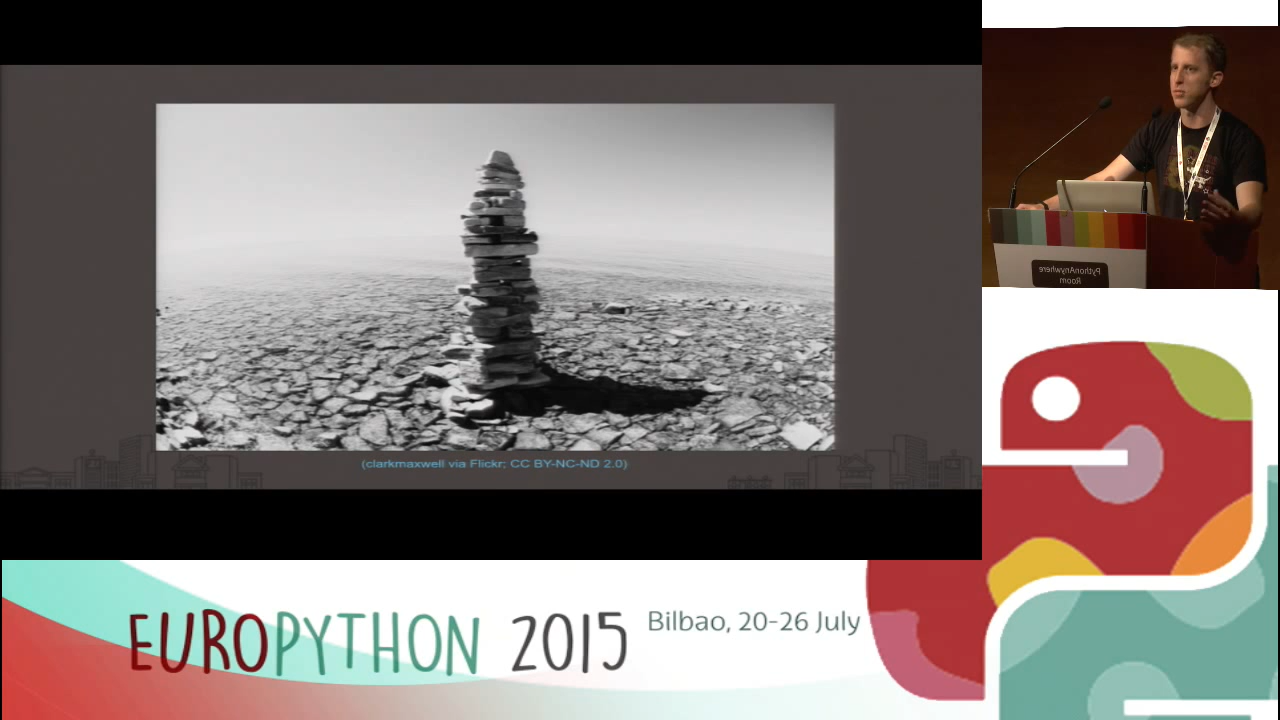 (clarkmaxwell via Flickr; CC BY-NC-ND 2.0)
PythonAnywhere
Room
EUROPYTHON 2015
Bilbao, 20-26 July